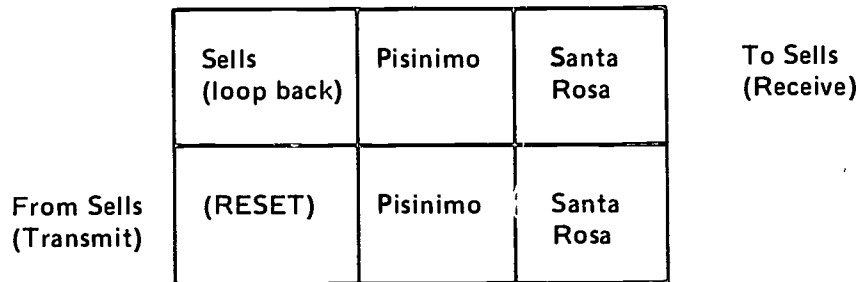 Sells
(loop back)
Pisinimo
Santa
Rosa
To Sells
(Receive)
From Sells
(Transmit)
(RESET)
Pisinimo
Santa
Rosa